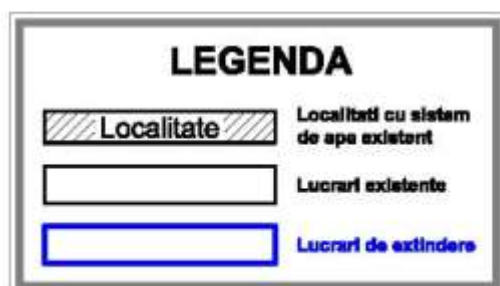 LEGENDA
Localitate
Localitati cu sistem
de apa existent
Lucrari existente
Lucrari de extindere